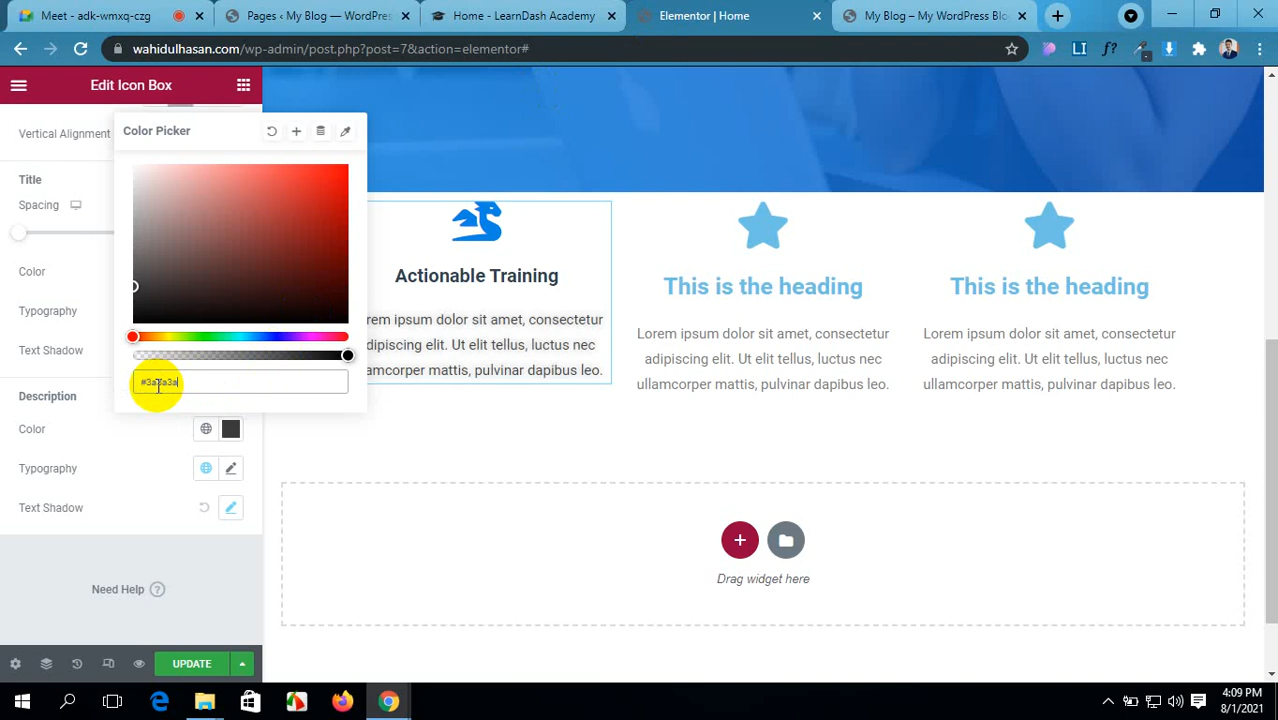 Meet - adk-wmxq-czg
Pages ‹ My Blog — WordPres
Home - LearnDash Academy
Elementor | Home
My Blog – My WordPress Blo
wahidulhasan.com/wp-admin/post.php?post=7&action=elementor#
LI
f?
Edit Icon Box
Vertical Alignment
Color Picker
Title
Spacing
Color
Typography
Text Shadow
#3a3a3a
Description
Color
Typography
Text Shadow
Need Help ?
UPDATE
Actionable Training
rem ipsum dolor sit amet, consectetur
adipiscing elit. Ut elit tellus, luctus nec
ullamcorper mattis, pulvinar dapibus leo.
This is the heading
Lorem ipsum dolor sit amet, consectetur
adipiscing elit. Ut elit tellus, luctus nec
ullamcorper mattis, pulvinar dapibus leo.
This is the heading
Lorem ipsum dolor sit amet, consectetur
adipiscing elit. Ut elit tellus, luctus nec
ullamcorper mattis, pulvinar dapibus leo.
Drag widget here
4:09 PM
8/1/2021